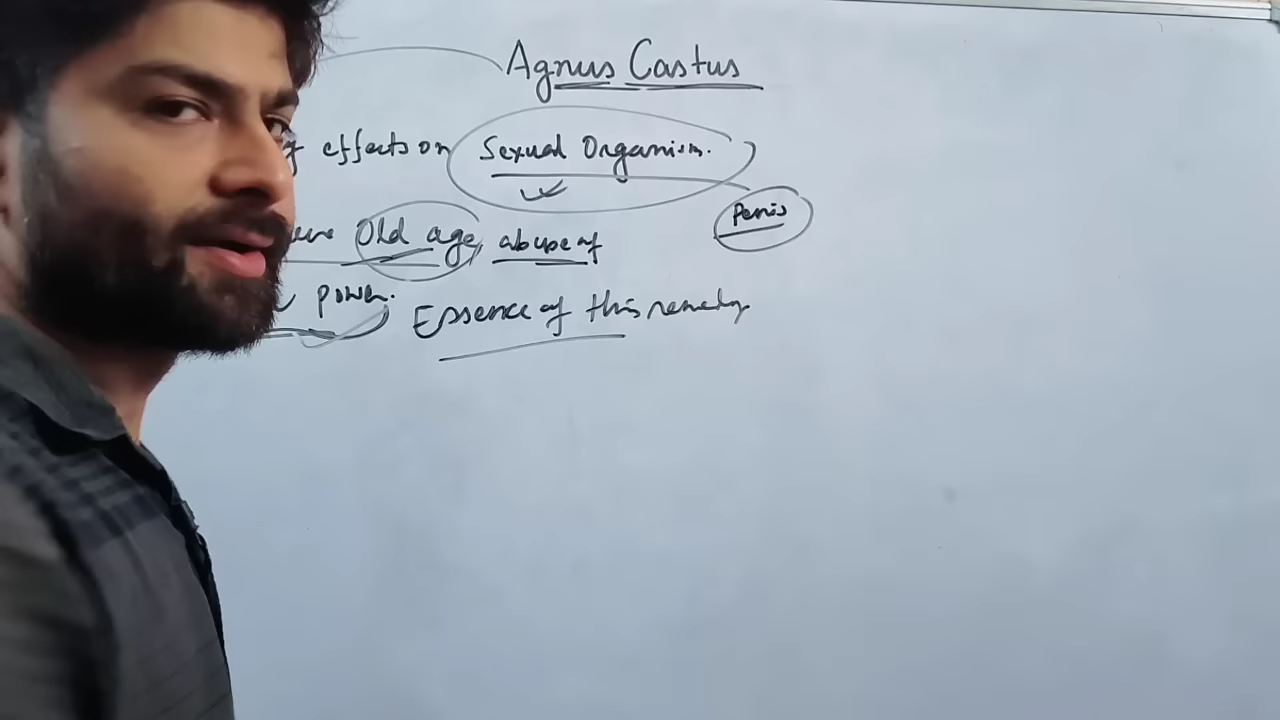 Agnus Castus
effects on Sexual Organism.
Penis
Old age, abuse of
power.
Essence of this remedy